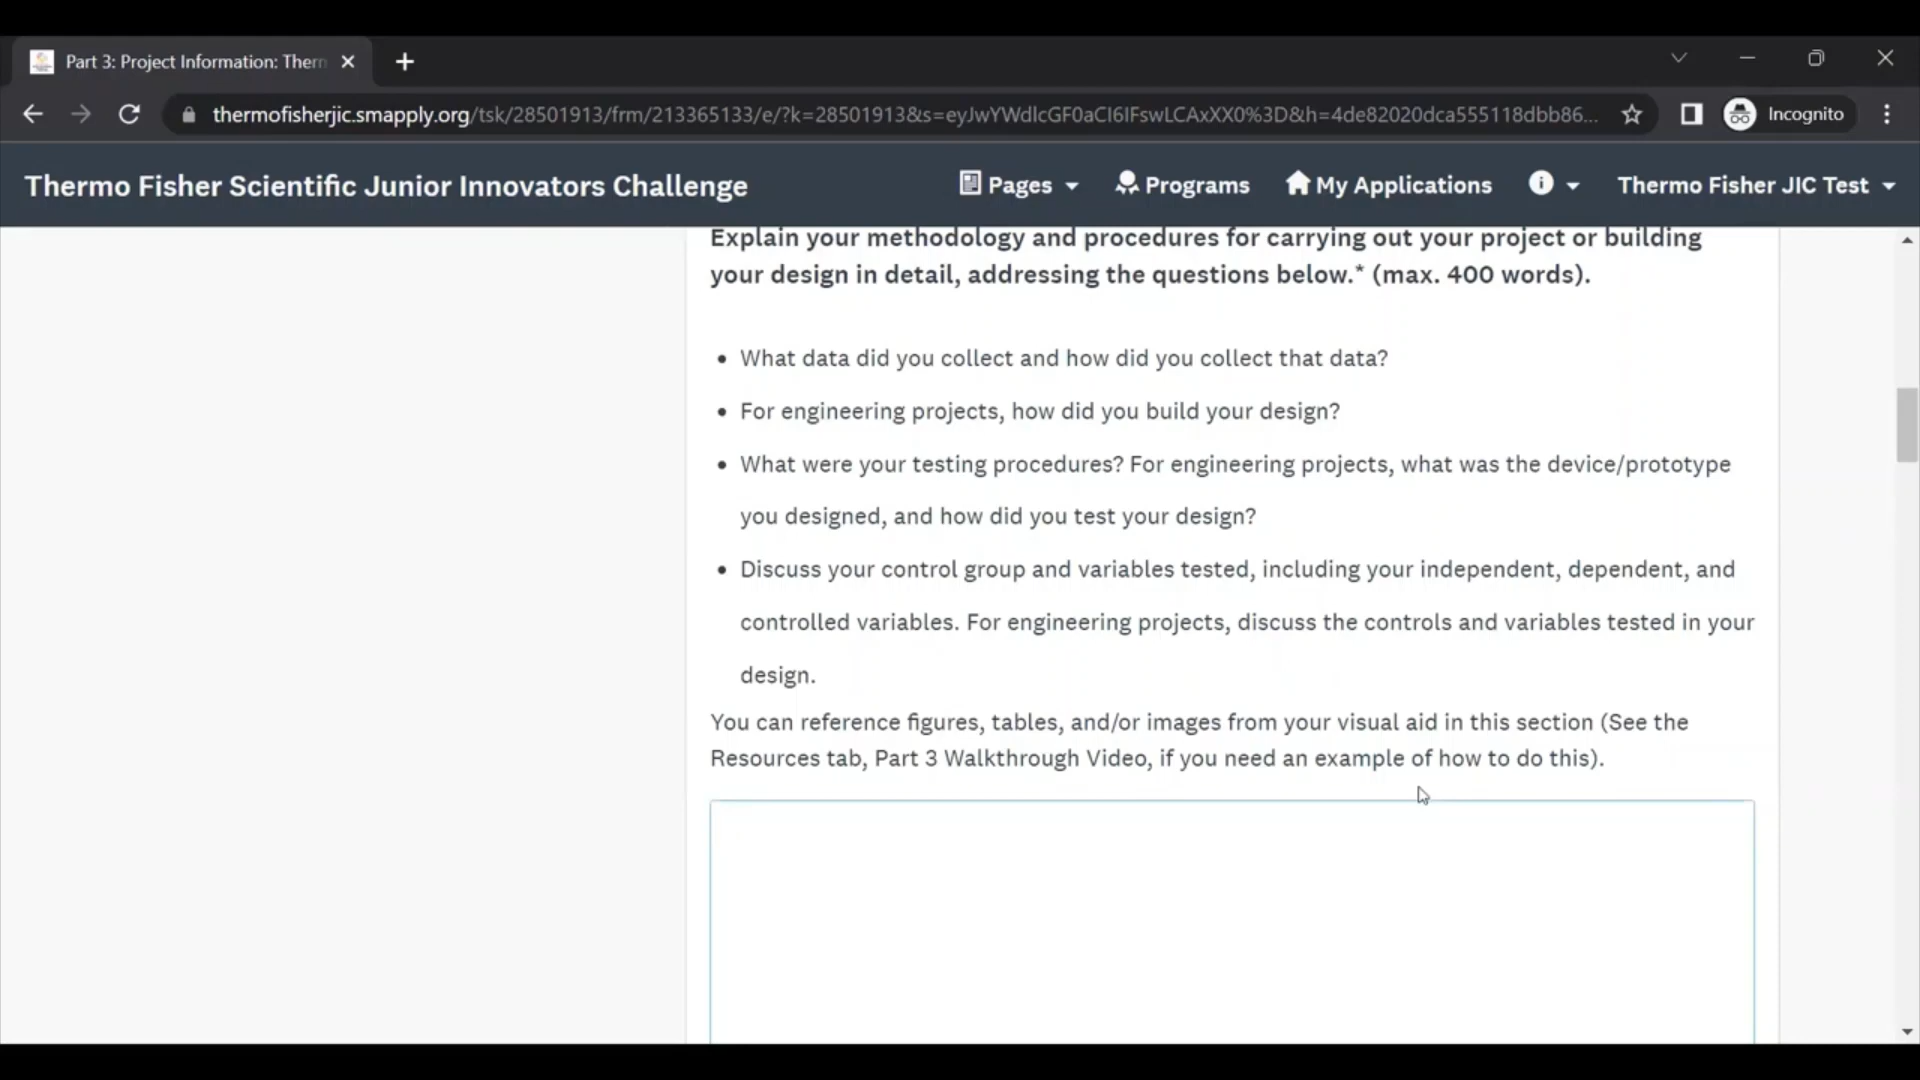 Part 3: Project Information: Therm
thermofisherjic.smapply.org/tsk/28501913/frm/213365133/e/?k=28501913&s=eyJwYWdlcGF0aCI6IFswLCAxXX0%3D&h=4de82020dca555118dbb86...
Incognito
Thermo Fisher Scientific Junior Innovators Challenge
Pages
Programs
My Applications
Thermo Fisher JIC Test
Explain your methodology and procedures for carrying out your project or building
your design in detail, addressing the questions below.* (max. 400 words).
• What data did you collect and how did you collect that data?
• For engineering projects, how did you build your design?
• What were your testing procedures? For engineering projects, what was the device/prototype
you designed, and how did you test your design?
• Discuss your control group and variables tested, including your independent, dependent, and
controlled variables. For engineering projects, discuss the controls and variables tested in your
design.
You can reference figures, tables, and/or images from your visual aid in this section (See the
Resources tab, Part 3 Walkthrough Video, if you need an example of how to do this).